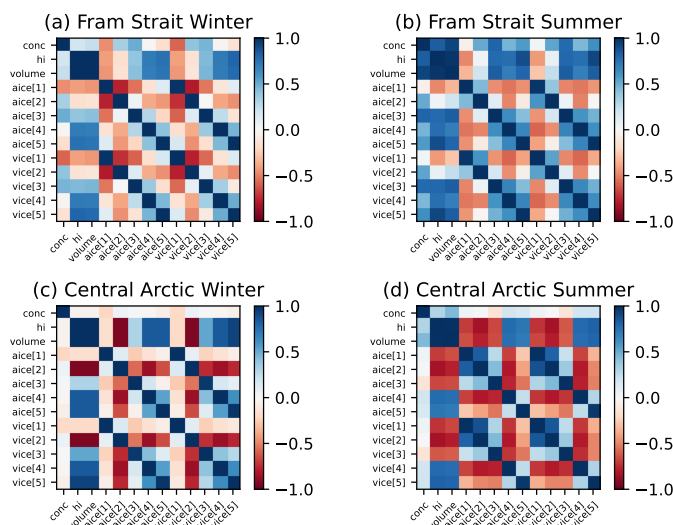 (a) Fram Strait Winter
conc
hi
volume
aice[1]
aice[2]
aice[3]
aice[4]
aice[5]
vice[1]
vice[2]
vice[3]
vice[4]
vice[5]
conc
hi
volume
aice[1]
aice[2]
aice[3]
aice[4]
aice[5]
vice[1]
vice[2]
vice[3]
vice[4]
vice[5]
1.0
0.5
0.0
−0.5
−1.0
(b) Fram Strait Summer
conc
hi
volume
aice[1]
aice[2]
aice[3]
aice[4]
aice[5]
vice[1]
vice[2]
vice[3]
vice[4]
vice[5]
conc
hi
volume
aice[1]
aice[2]
aice[3]
aice[4]
aice[5]
vice[1]
vice[2]
vice[3]
vice[4]
vice[5]
1.0
0.5
0.0
−0.5
−1.0
(c) Central Arctic Winter
conc
hi
volume
aice[1]
aice[2]
aice[3]
aice[4]
aice[5]
vice[1]
vice[2]
vice[3]
vice[4]
vice[5]
conc
hi
volume
aice[1]
aice[2]
aice[3]
aice[4]
aice[5]
vice[1]
vice[2]
vice[3]
vice[4]
vice[5]
1.0
0.5
0.0
−0.5
−1.0
(d) Central Arctic Summer
conc
hi
volume
aice[1]
aice[2]
aice[3]
aice[4]
aice[5]
vice[1]
vice[2]
vice[3]
vice[4]
vice[5]
conc
hi
volume
aice[1]
aice[2]
aice[3]
aice[4]
aice[5]
vice[1]
vice[2]
vice[3]
vice[4]
vice[5]
1.0
0.5
0.0
−0.5
−1.0